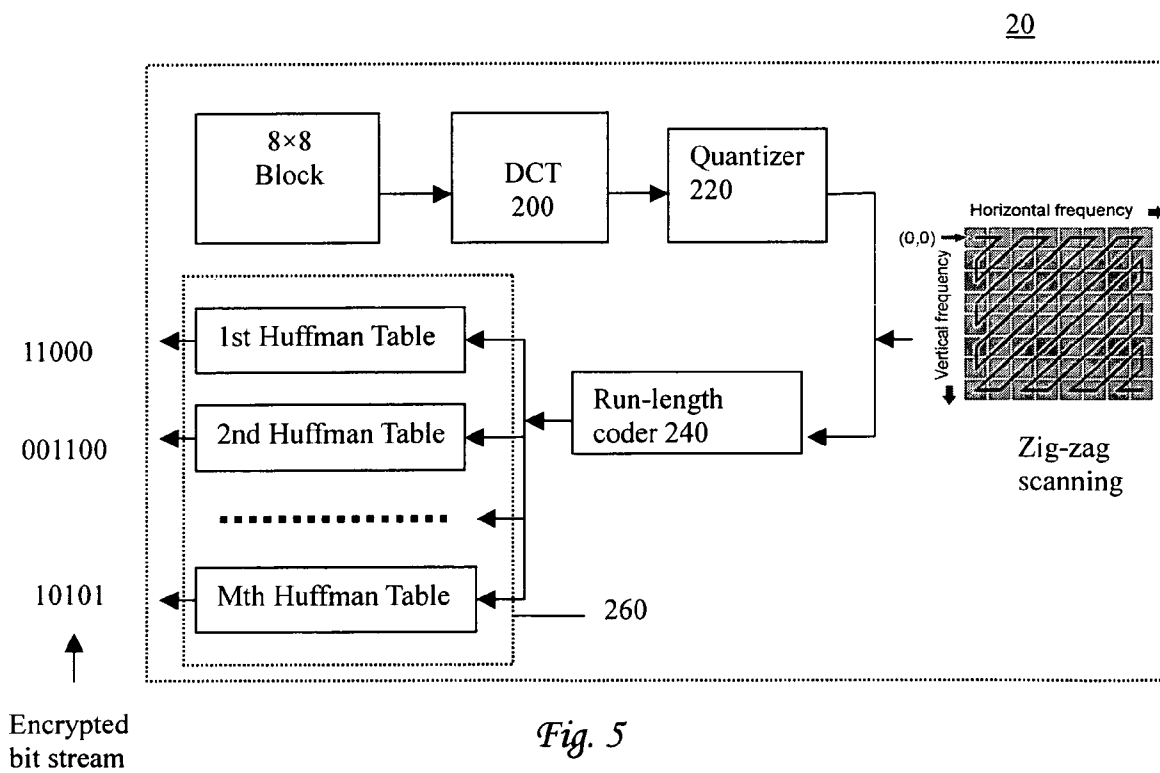 20
8×8
Block
DCT
200
Quantizer
220
Horizontal frequency
(0,0)
Vertical frequency
1st Huffman Table
11000
2nd Huffman Table
001100
Run-length
coder 240
Zig-zag
scanning
Mth Huffman Table
10101
260
Encrypted
bit stream
Fig. 5